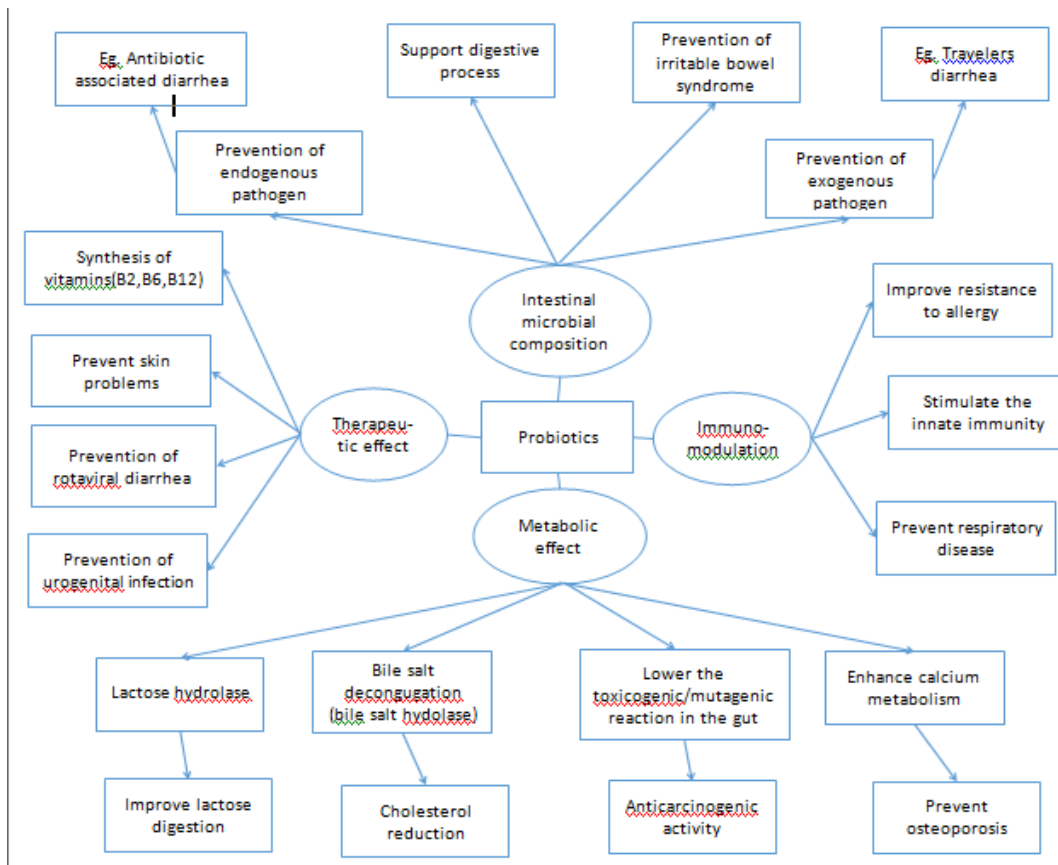 Eg. Antibiotic
associated diarrhea
Support digestive
process
Prevention of
irritable bowel
syndrome
Eg. Travelers
diarrhea
Prevention of
endogenous
pathogen
Prevention of
exogenous
pathogen
Synthesis of
vitamins(B2,B6,B12)
Intestinal
microbial
composition
Improve resistance
to allergy
Prevent skin
problems
Therapeu-
tic effect
Probiotics
Immuno-
modulation
Stimulate the
innate immunity
Prevention of
rotaviral diarrhea
Metabolic
effect
Prevent respiratory
disease
Prevention of
urogenital infection
Lactose hydrolase
Bile salt
decongugation
(bile salt hydolase)
Lower the
toxicogenic/mutagenic
reaction in the gut
Enhance calcium
metabolism
Improve lactose
digestion
Cholesterol
reduction
Anticarcinogenic
activity
Prevent
osteoporosis